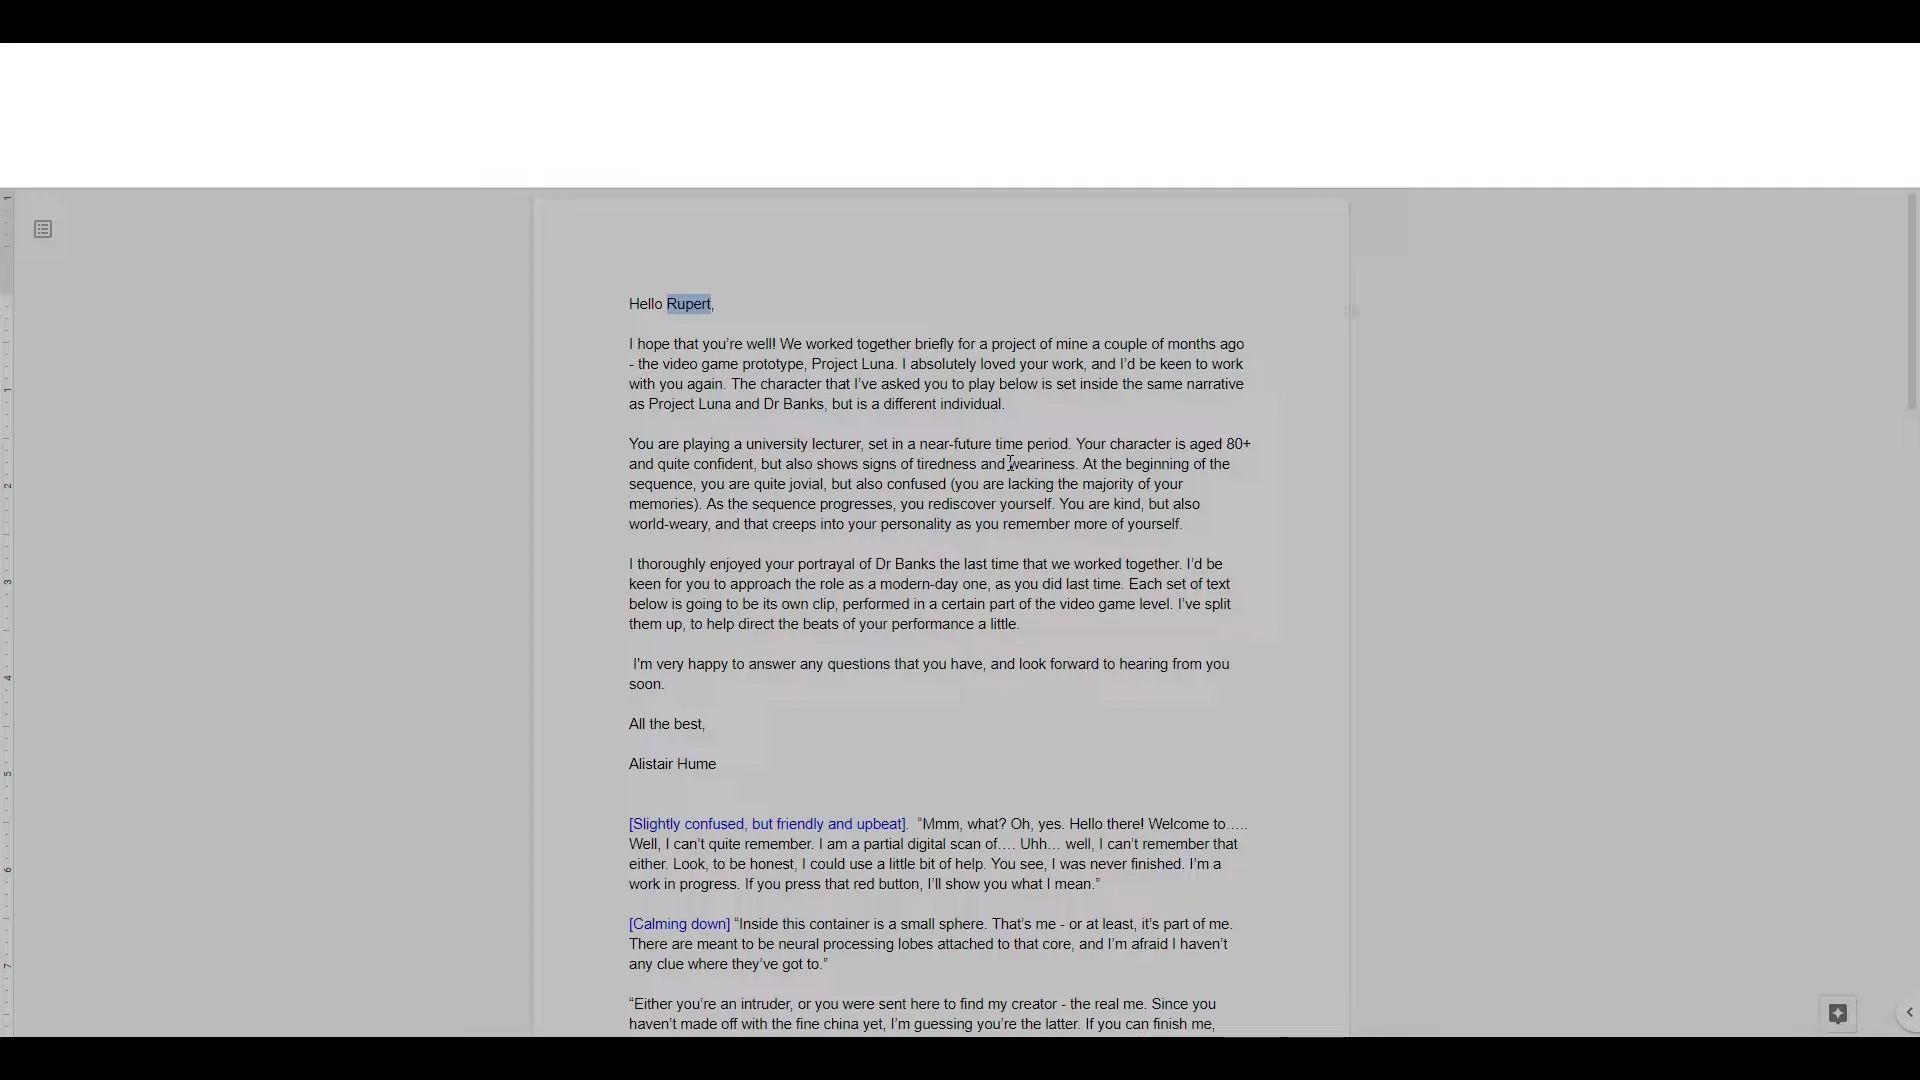 Hello Rupert,
I hope that you’re well! We worked together briefly for a project of mine a couple of months ago
- the video game prototype, Project Luna. I absolutely loved your work, and I’d be keen to work
with you again. The character that I’ve asked you to play below is set inside the same narrative
as Project Luna and Dr Banks, but is a different individual.
You are playing a university lecturer, set in a near-future time period. Your character is aged 80+
and quite confident, but also shows signs of tiredness and weariness. At the beginning of the
sequence, you are quite jovial, but also confused (you are lacking the majority of your
memories). As the sequence progresses, you rediscover yourself. You are kind, but also
world-weary, and that creeps into your personality as you remember more of yourself.
I thoroughly enjoyed your portrayal of Dr Banks the last time that we worked together. I’d be
keen for you to approach the role as a modern-day one, as you did last time. Each set of text
below is going to be its own clip, performed in a certain part of the video game level. I’ve split
them up, to help direct the beats of your performance a little.
I'm very happy to answer any questions that you have, and look forward to hearing from you
soon.
All the best,
Alistair Hume
[Slightly confused, but friendly and upbeat].  “Mmm, what? Oh, yes. Hello there! Welcome to…..
Well, I can’t quite remember. I am a partial digital scan of…. Uhh… well, I can’t remember that
either. Look, to be honest, I could use a little bit of help. You see, I was never finished. I’m a
work in progress. If you press that red button, I’ll show you what I mean.”
[Calming down] “Inside this container is a small sphere. That’s me - or at least, it’s part of me.
There are meant to be neural processing lobes attached to that core, and I’m afraid I haven’t
any clue where they’ve got to.”
“Either you’re an intruder, or you were sent here to find my creator - the real me. Since you
haven’t made off with the fine china yet, I’m guessing you’re the latter. If you can finish me,
1
1
2
3
4
5
6
7